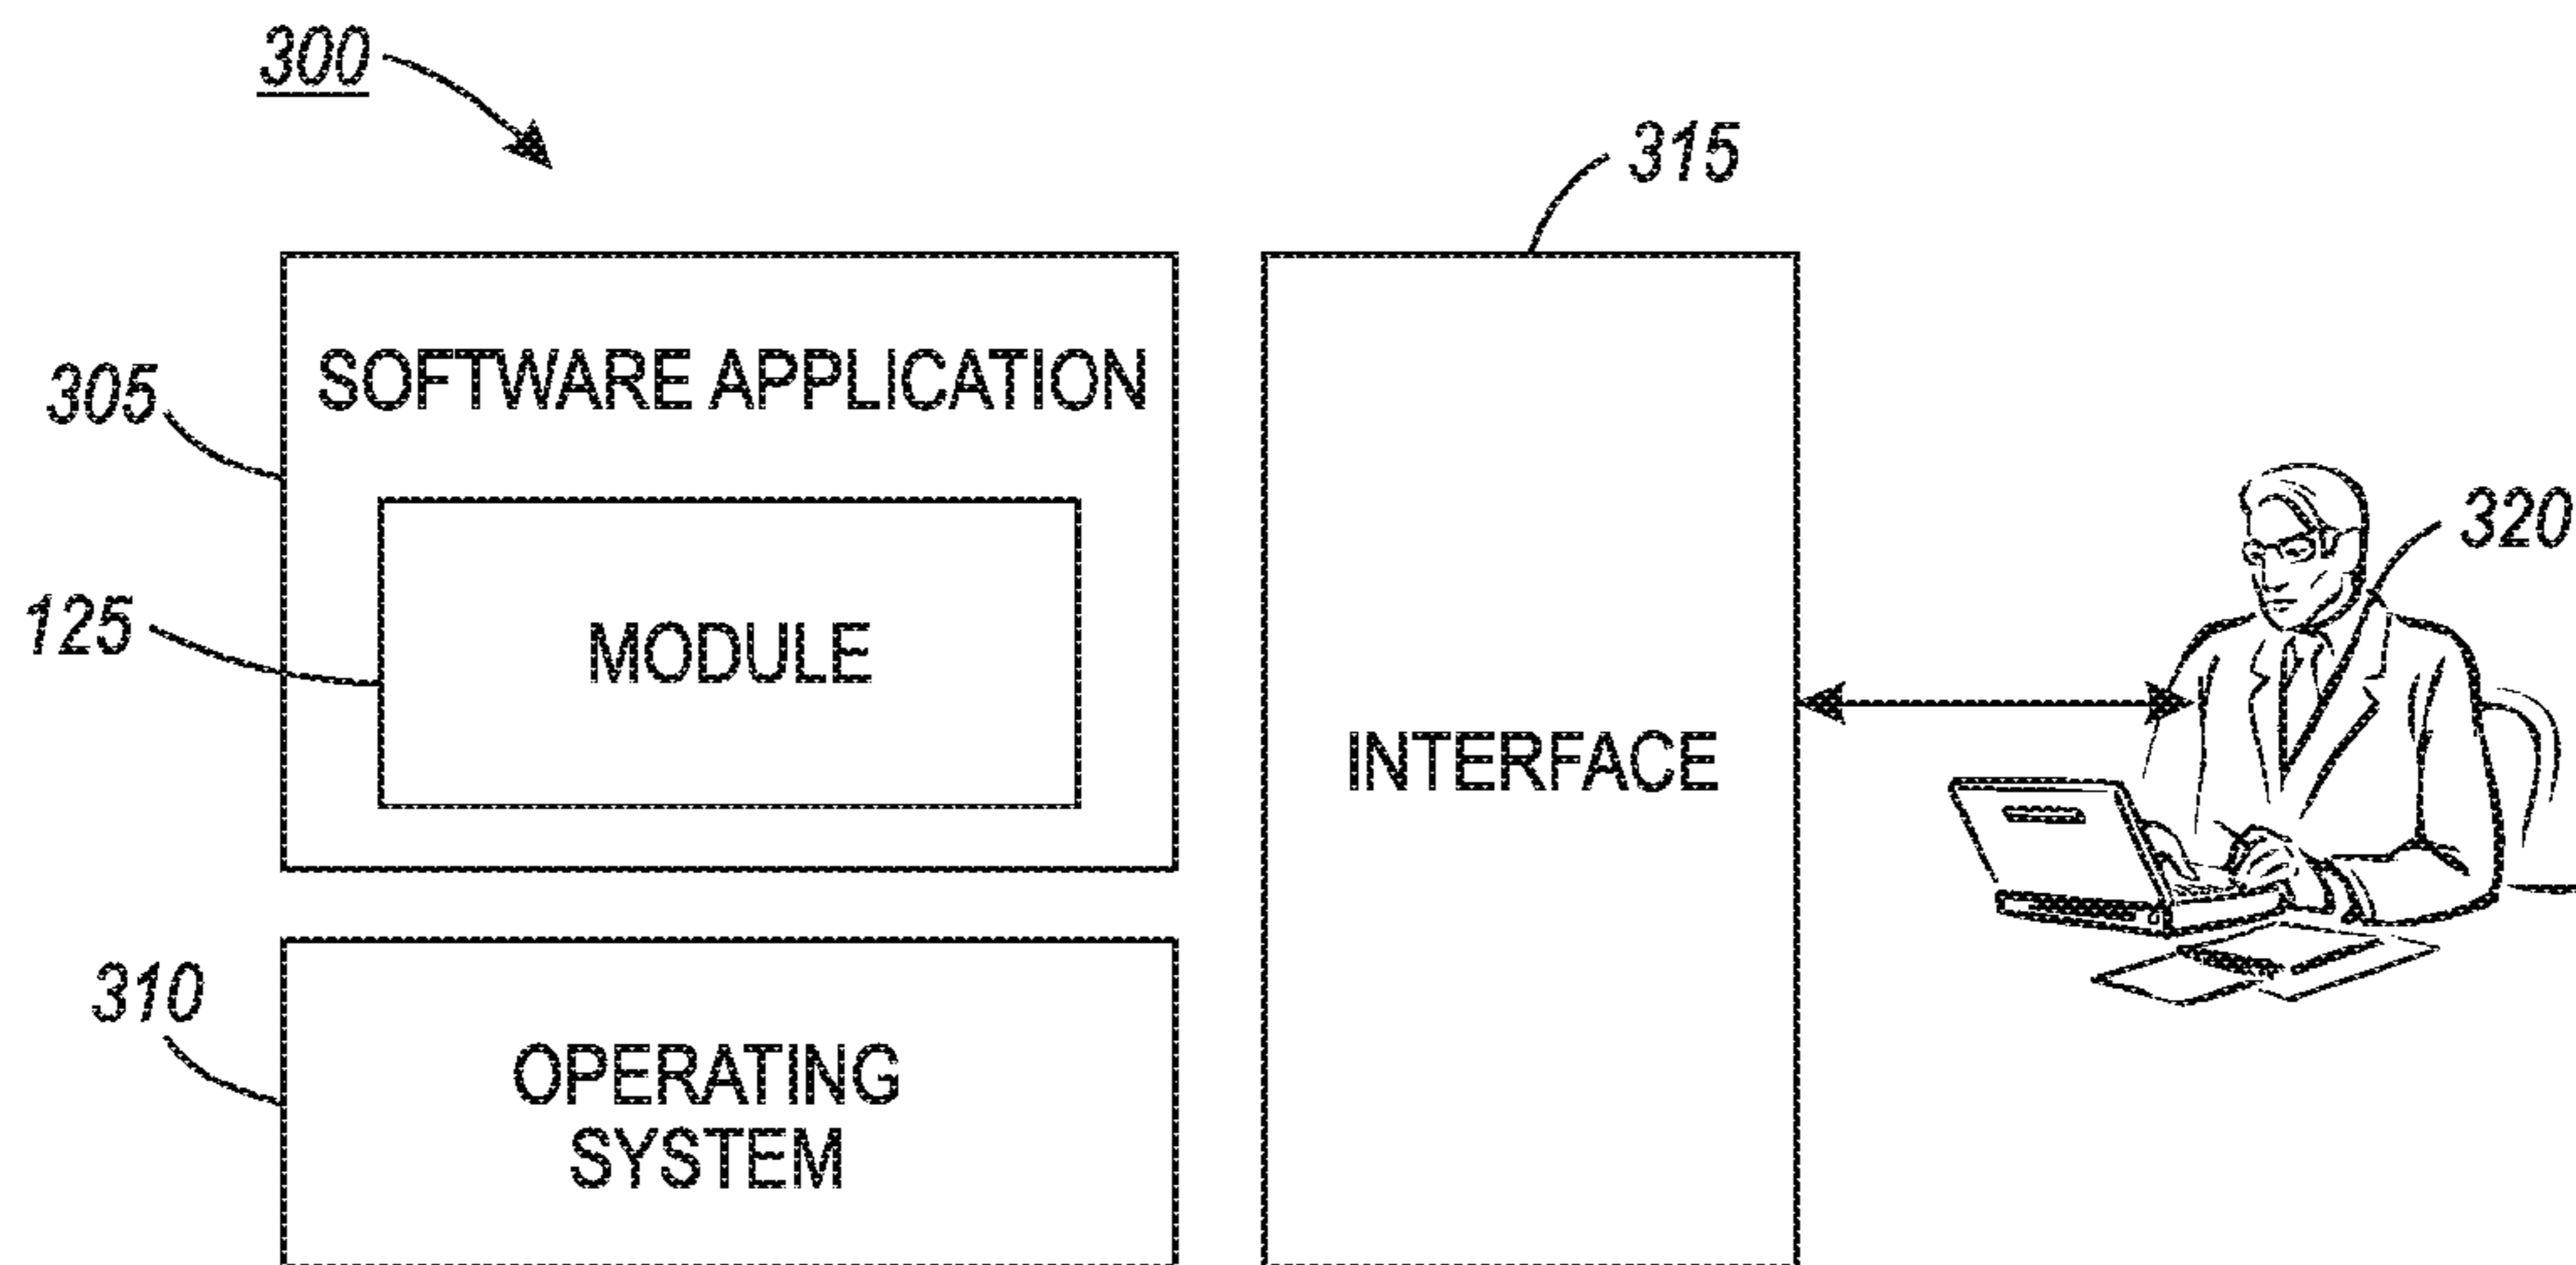 300
315
SOFTWARE APPLICATION
305
320
MODULE
125
INTERFACE
310
OPERATING
SYSTEM